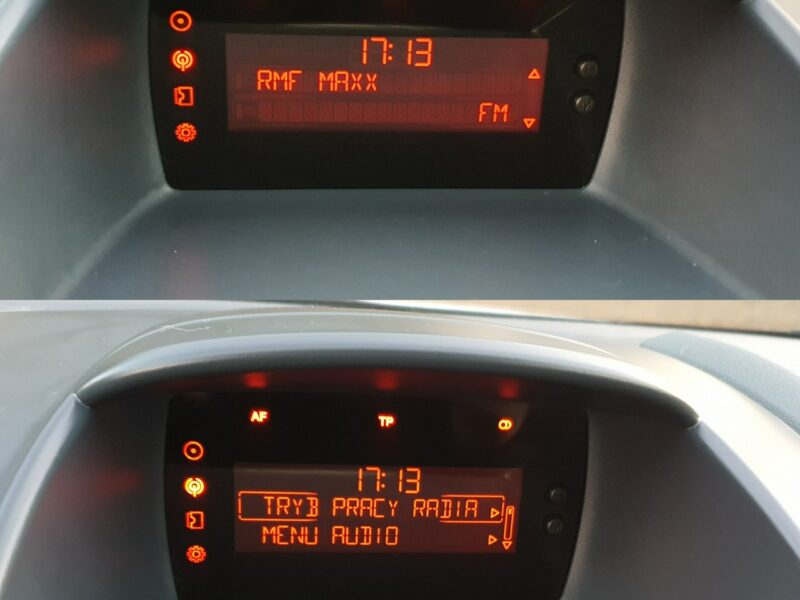 17:13
RMF MAXX
FM
AF TP
17:13
TRYB PRACY RADIA
MENU AUDIO